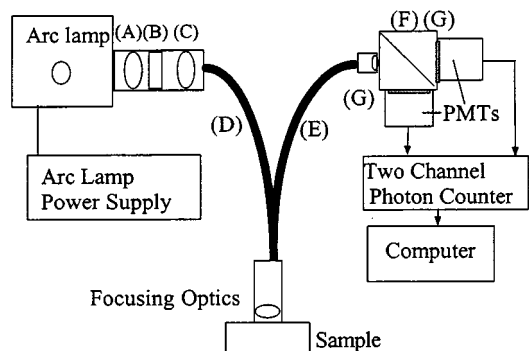 Arc lamp
(A)
(B)
(C)
(F)
(G)
(G)
PMTs
(D)
(E)
Arc Lamp
Power Supply
Two Channel
Photon Counter
Computer
Focusing Optics
Sample